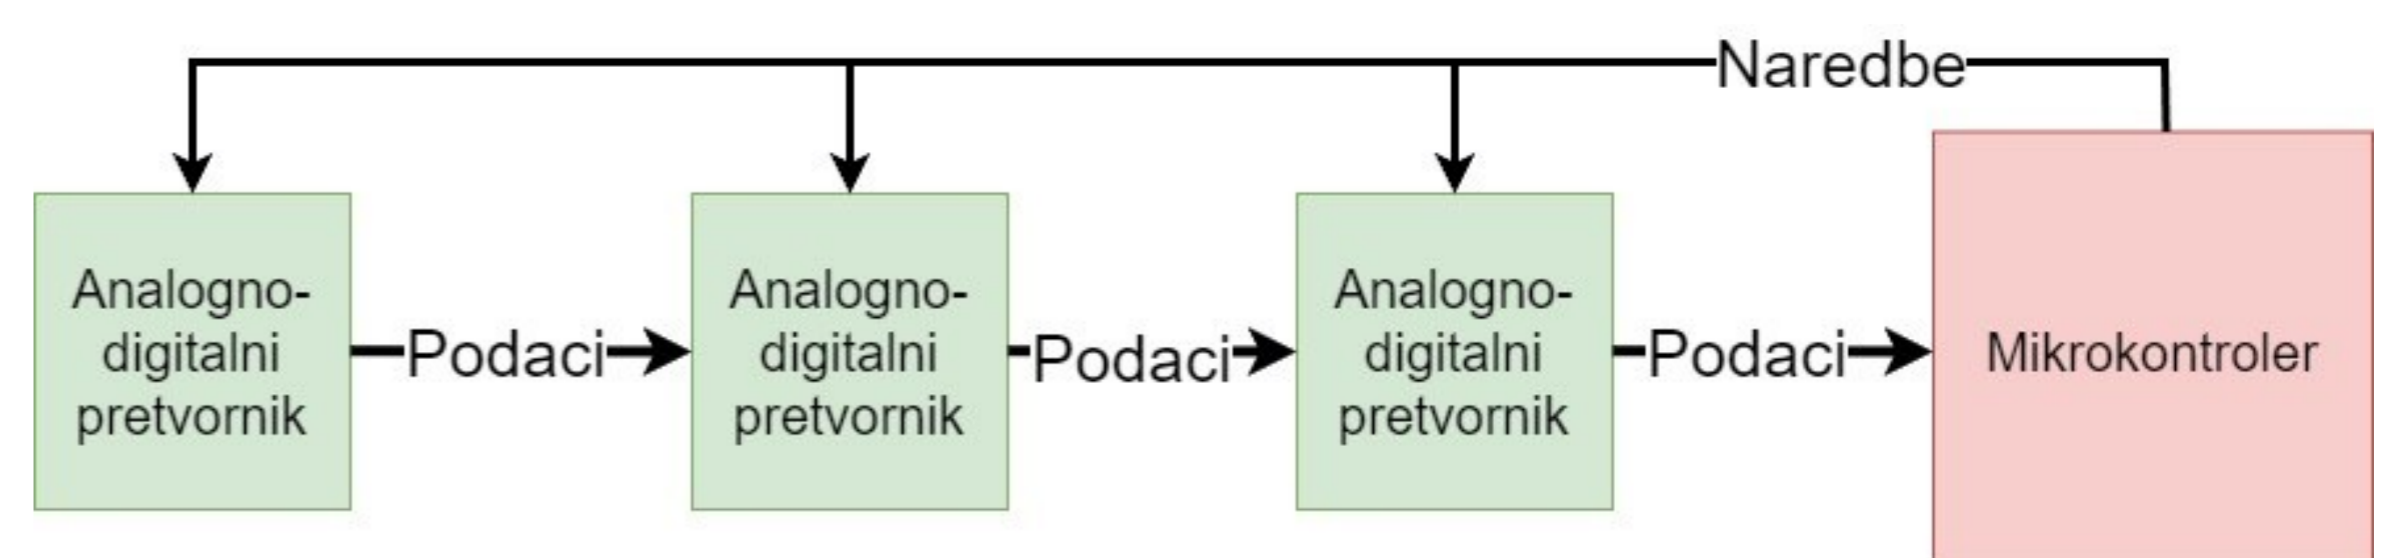 Naredbe
Analogno-
digitalni
pretvornik
Podaci
Analogno-
digitalni
pretvornik
Podaci
Analogno-
digitalni
pretvornik
Podaci
Mikrokontroler